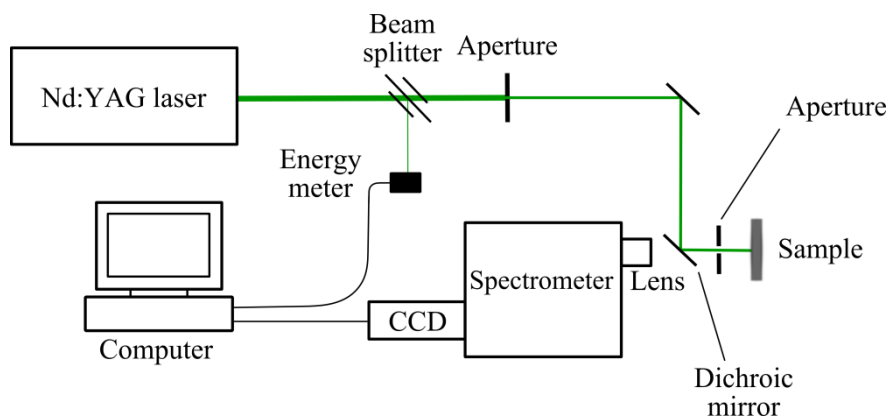 Beam
splitter
Aperture
Nd:YAG laser
Aperture
Energy
meter
Sample
Spectrometer
Lens
CCD
Computer
Dichroic
mirror